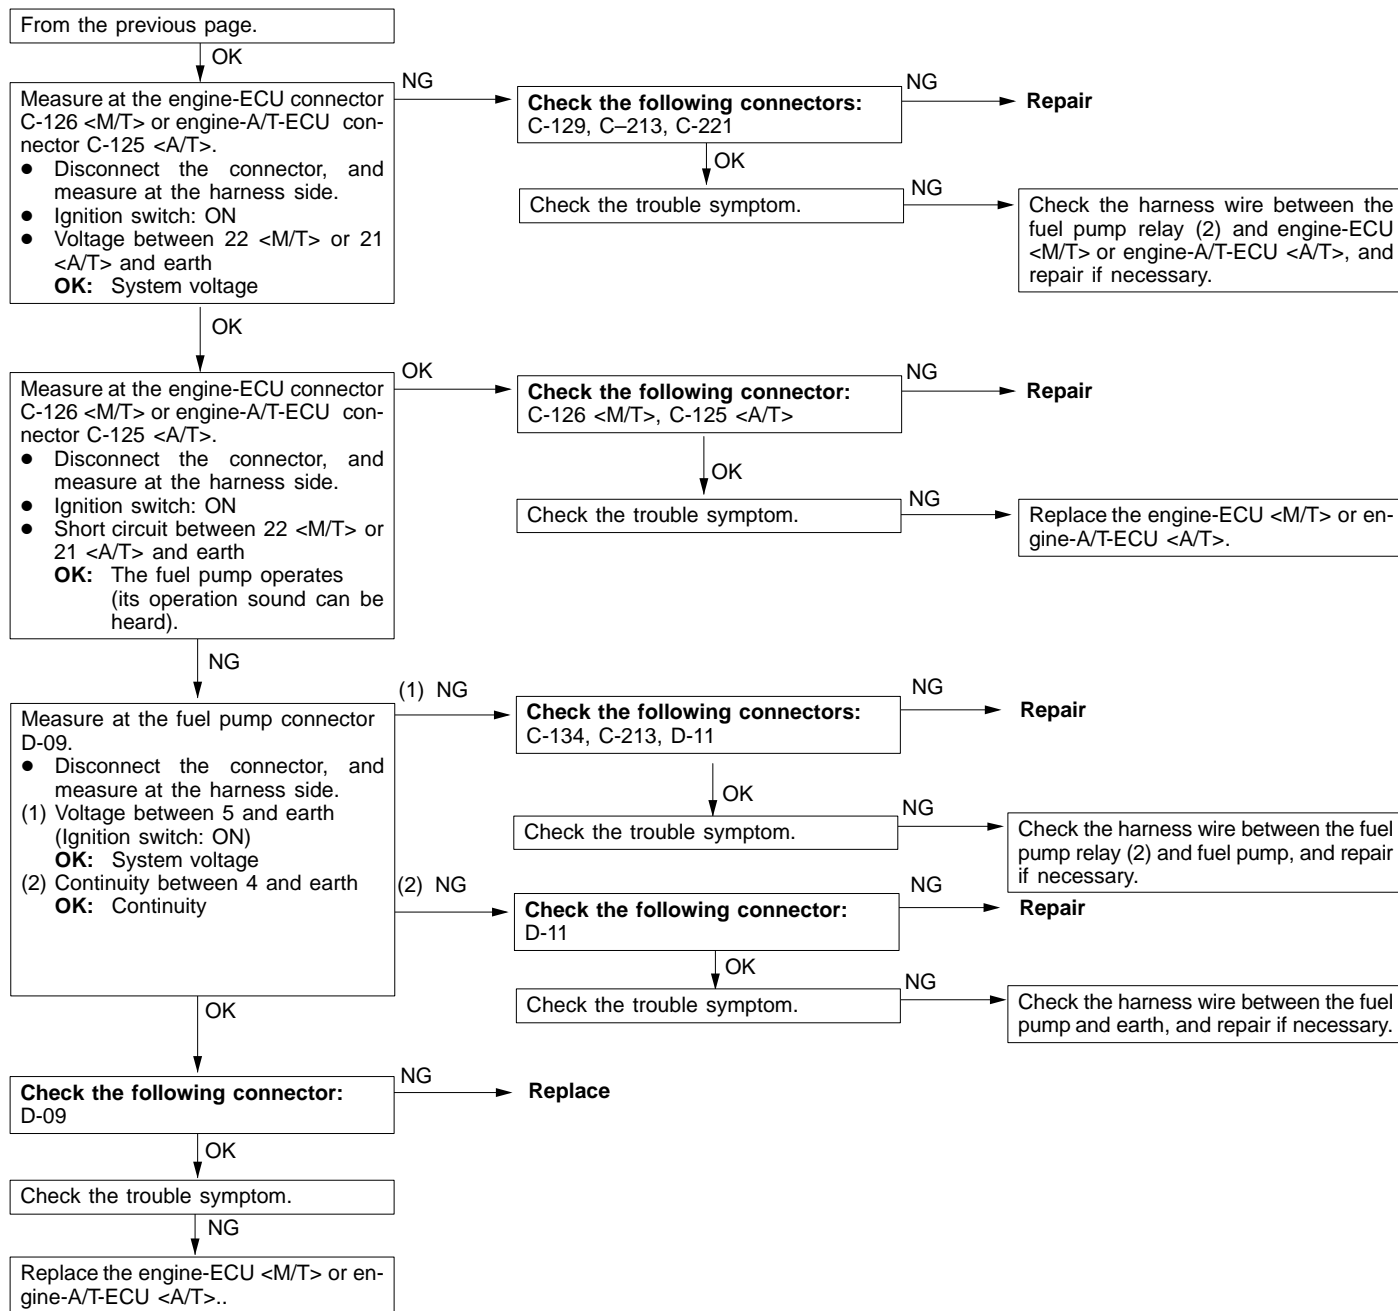 From the previous page.
OK
Measure at the engine-ECU connector
C-126 <M/T> or engine-A/T-ECU con-
nector C-125 <A/T>.
● Disconnect the connector, and
measure at the harness side.
● Ignition switch: ON
● Voltage between 22 <M/T> or 21
<A/T> and earth
OK: System voltage
NG
Check the following connectors:
C-129, C–213, C-221
NG
Repair
OK
Check the trouble symptom.
NG
Check the harness wire between the
fuel pump relay (2) and engine-ECU
<M/T> or engine-A/T-ECU <A/T>, and
repair if necessary.
OK
Measure at the engine-ECU connector
C-126 <M/T> or engine-A/T-ECU con-
nector C-125 <A/T>.
● Disconnect the connector, and
measure at the harness side.
● Ignition switch: ON
● Short circuit between 22 <M/T> or
21 <A/T> and earth
OK: The fuel pump operates
(its operation sound can be
heard).
OK
Check the following connector:
C-126 <M/T>, C-125 <A/T>
NG
Repair
OK
Check the trouble symptom.
NG
Replace the engine-ECU <M/T> or en-
gine-A/T-ECU <A/T>.
NG
Measure at the fuel pump connector
D-09.
● Disconnect the connector, and
measure at the harness side.
(1) Voltage between 5 and earth
(Ignition switch: ON)
OK: System voltage
(2) Continuity between 4 and earth
OK: Continuity
(1) NG
Check the following connectors:
C-134, C-213, D-11
NG
Repair
OK
Check the trouble symptom.
NG
Check the harness wire between the fuel
pump relay (2) and fuel pump, and repair
if necessary.
(2) NG
Check the following connector:
D-11
NG
Repair
OK
Check the trouble symptom.
NG
Check the harness wire between the fuel
pump and earth, and repair if necessary.
OK
Check the following connector:
D-09
NG
Replace
OK
Check the trouble symptom.
NG
Replace the engine-ECU <M/T> or en-
gine-A/T-ECU <A/T>..